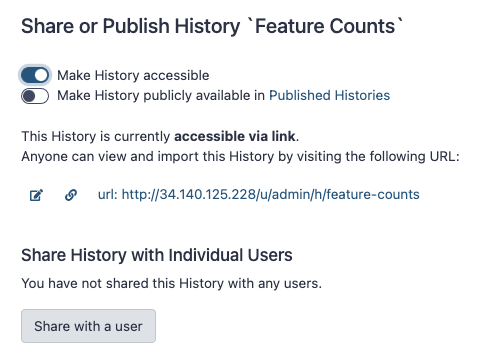 Share or Publish History `Feature Counts`
Make History accessible
Make History publicly available in Published Histories
This History is currently accessible via link.
Anyone can view and import this History by visiting the following URL:
url: http://34.140.125.228/u/admin/h/feature-counts
Share History with Individual Users
You have not shared this History with any users.
Share with a user